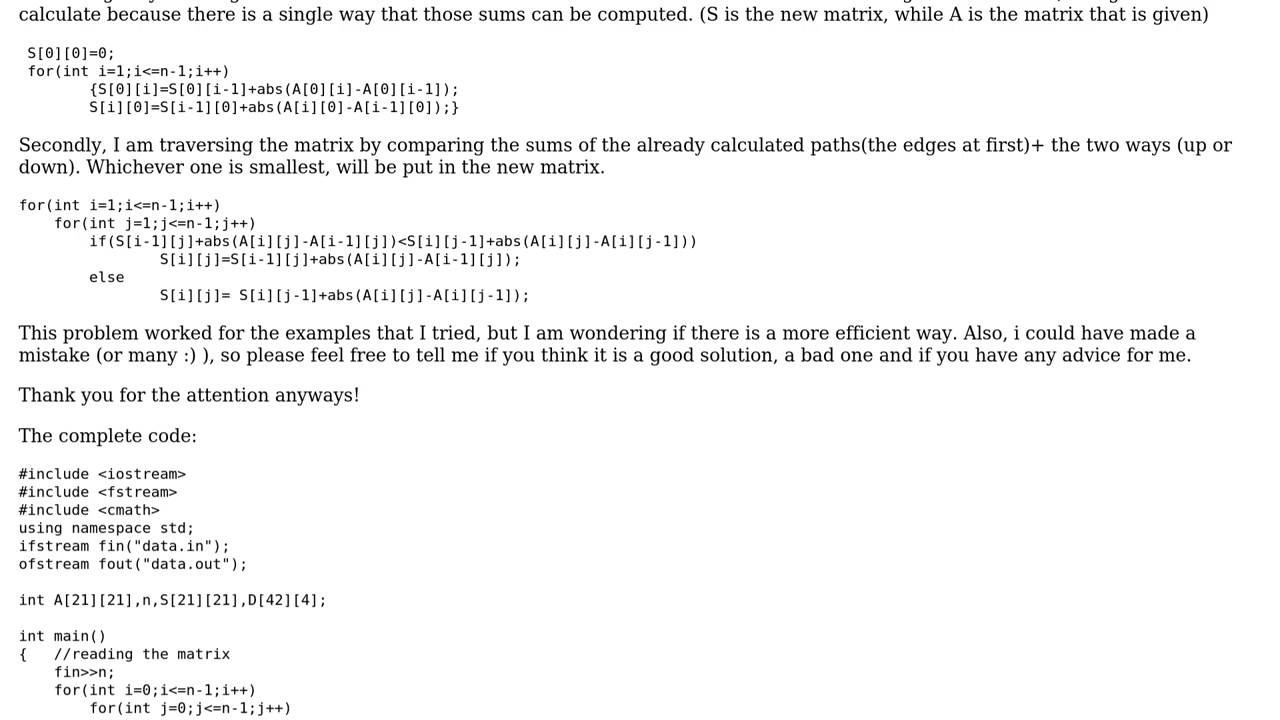 calculate because there is a single way that those sums can be computed. (S is the new matrix, while A is the matrix that is given)
S[0][0]=0;
for(int i=1;i<=n-1;i++)
{S[0][i]=S[0][i-1]+abs(A[0][i]-A[0][i-1]);
S[i][0]=S[i-1][0]+abs(A[i][0]-A[i-1][0]);}
Secondly, I am traversing the matrix by comparing the sums of the already calculated paths(the edges at first)+ the two ways (up or
down). Whichever one is smallest, will be put in the new matrix.
for(int i=1;i<=n-1;i++)
for(int j=1;j<=n-1;j++)
if(S[i-1][j]+abs(A[i][j]-A[i-1][j])<S[i][j-1]+abs(A[i][j]-A[i][j-1]))
S[i][j]=S[i-1][j]+abs(A[i][j]-A[i-1][j]);
else
S[i][j]= S[i][j-1]+abs(A[i][j]-A[i][j-1]);
This problem worked for the examples that I tried, but I am wondering if there is a more efficient way. Also, i could have made a
mistake (or many :) ), so please feel free to tell me if you think it is a good solution, a bad one and if you have any advice for me.
Thank you for the attention anyways!
The complete code:
#include <iostream>
#include <fstream>
#include <cmath>
using namespace std;
ifstream fin("data.in");
ofstream fout("data.out");
int A[21][21],n,S[21][21],D[42][4];
int main()
{   //reading the matrix
fin>>n;
for(int i=0;i<=n-1;i++)
for(int j=0;j<=n-1;j++)